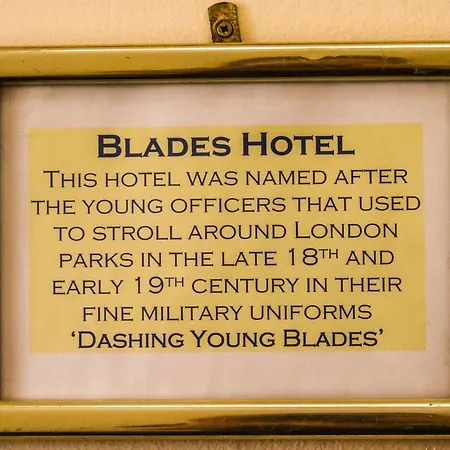 BLADES HOTEL
THIS HOTEL WAS NAMED AFTER
THE YOUNG OFFICERS THAT USED
TO STROLL AROUND LONDON
PARKS IN THE LATE 18TH AND
EARLY 19TH CENTURY IN THEIR
FINE MILITARY UNIFORMS
‘DASHING YOUNG BLADES’